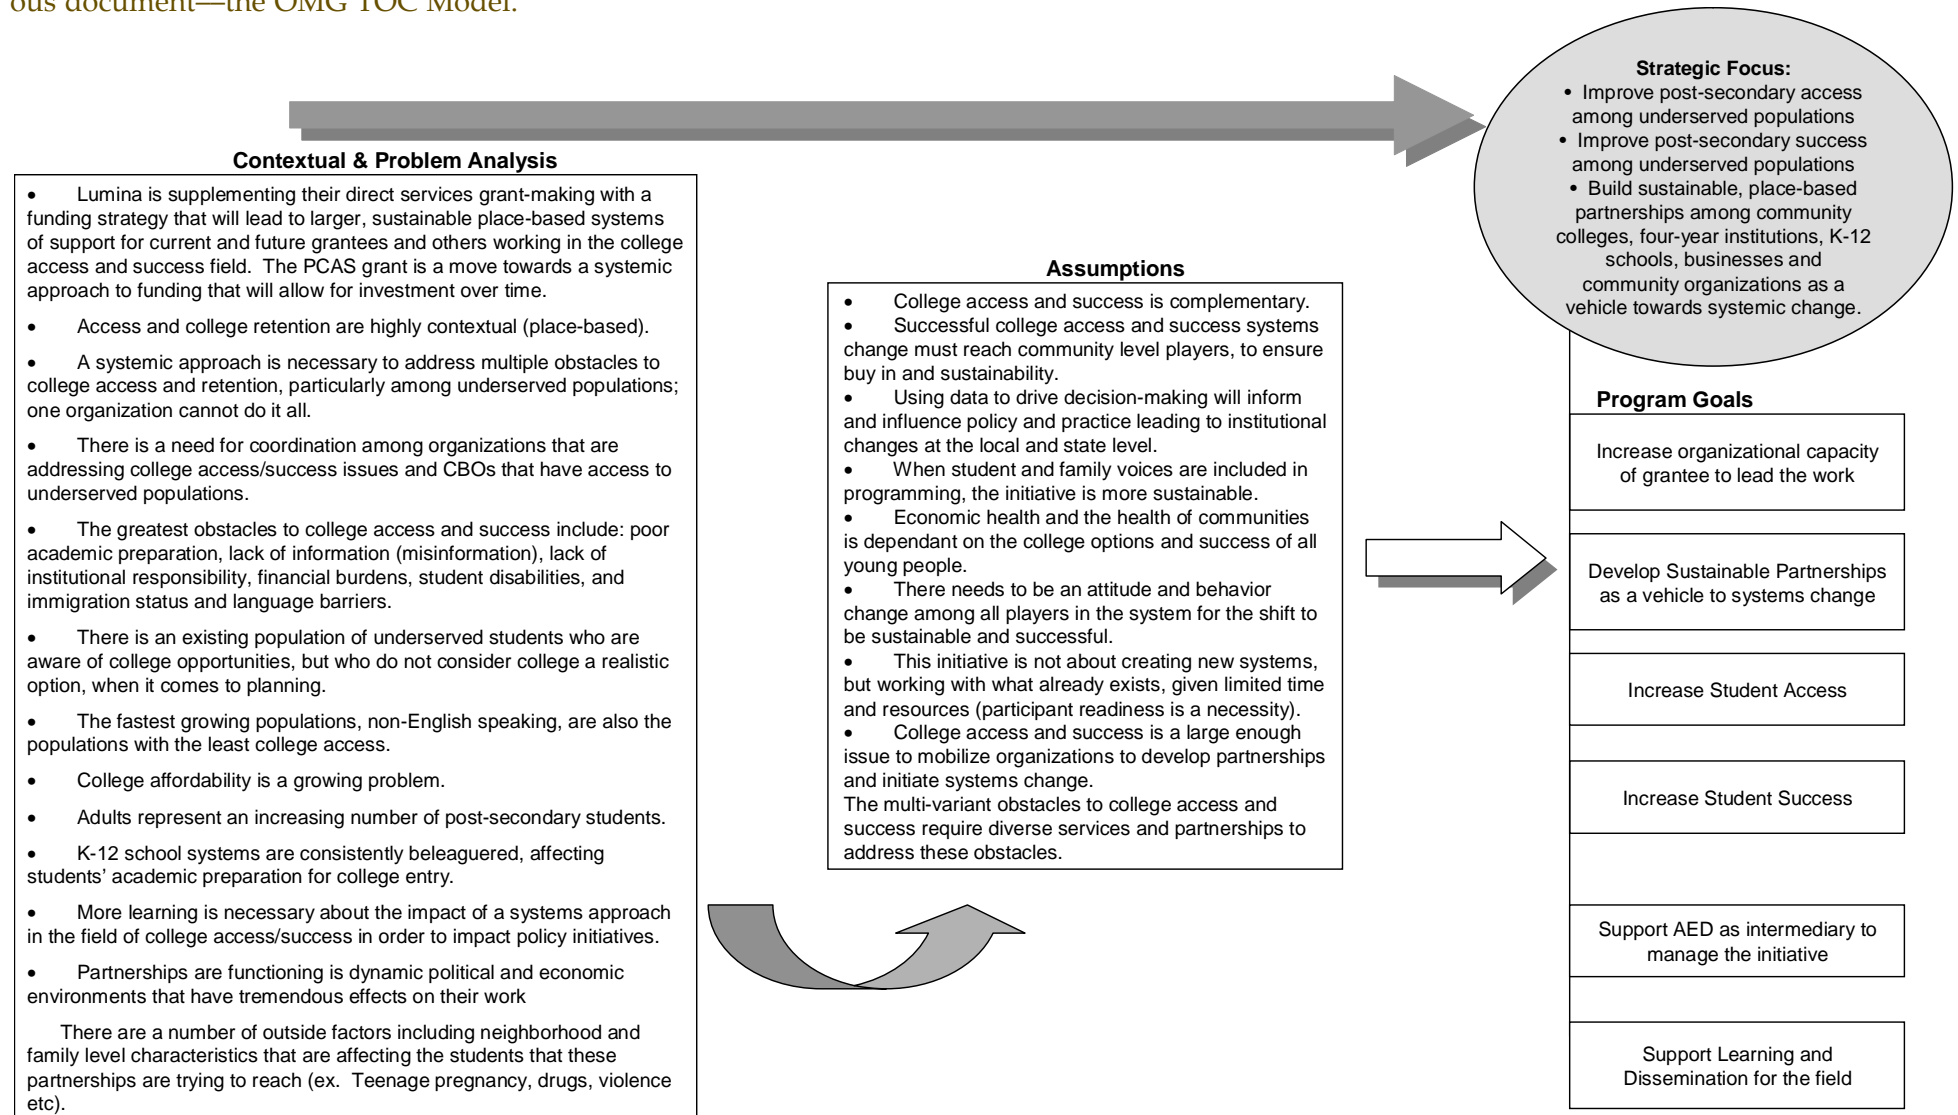 ous document—the OMG TOC Model.
Strategic Focus:
• Improve post-secondary access
among underserved populations
• Improve post-secondary success
among underserved populations
• Build sustainable, place-based
partnerships among community
colleges, four-year institutions, K-12
schools, businesses and
community organizations as a
vehicle towards systemic change.
Contextual & Problem Analysis
• Lumina is supplementing their direct services grant-making with a
funding strategy that will lead to larger, sustainable place-based systems
of support for current and future grantees and others working in the college
access and success field. The PCAS grant is a move towards a systemic
approach to funding that will allow for investment over time.
• Access and college retention are highly contextual (place-based).
• A systemic approach is necessary to address multiple obstacles to
college access and retention, particularly among underserved populations;
one organization cannot do it all.
• There is a need for coordination among organizations that are
addressing college access/success issues and CBOs that have access to
underserved populations.
• The greatest obstacles to college access and success include: poor
academic preparation, lack of information (misinformation), lack of
institutional responsibility, financial burdens, student disabilities, and
immigration status and language barriers.
• There is an existing population of underserved students who are
aware of college opportunities, but who do not consider college a realistic
option, when it comes to planning.
• The fastest growing populations, non-English speaking, are also the
populations with the least college access.
• College affordability is a growing problem.
• Adults represent an increasing number of post-secondary students.
• K-12 school systems are consistently beleaguered, affecting
students’ academic preparation for college entry.
• More learning is necessary about the impact of a systems approach
in the field of college access/success in order to impact policy initiatives.
• Partnerships are functioning is dynamic political and economic
environments that have tremendous effects on their work
There are a number of outside factors including neighborhood and
family level characteristics that are affecting the students that these
partnerships are trying to reach (ex. Teenage pregnancy, drugs, violence
etc).
Assumptions
• College access and success is complementary.
• Successful college access and success systems
change must reach community level players, to ensure
buy in and sustainability.
• Using data to drive decision-making will inform
and influence policy and practice leading to institutional
changes at the local and state level.
• When student and family voices are included in
programming, the initiative is more sustainable.
• Economic health and the health of communities
is dependant on the college options and success of all
young people.
• There needs to be an attitude and behavior
change among all players in the system for the shift to
be sustainable and successful.
• This initiative is not about creating new systems,
but working with what already exists, given limited time
and resources (participant readiness is a necessity).
• College access and success is a large enough
issue to mobilize organizations to develop partnerships
and initiate systems change.
The multi-variant obstacles to college access and
success require diverse services and partnerships to
address these obstacles.
Program Goals
Increase organizational capacity
of grantee to lead the work
Develop Sustainable Partnerships
as a vehicle to systems change
Increase Student Access
Increase Student Success
Support AED as intermediary to
manage the initiative
Support Learning and
Dissemination for the field